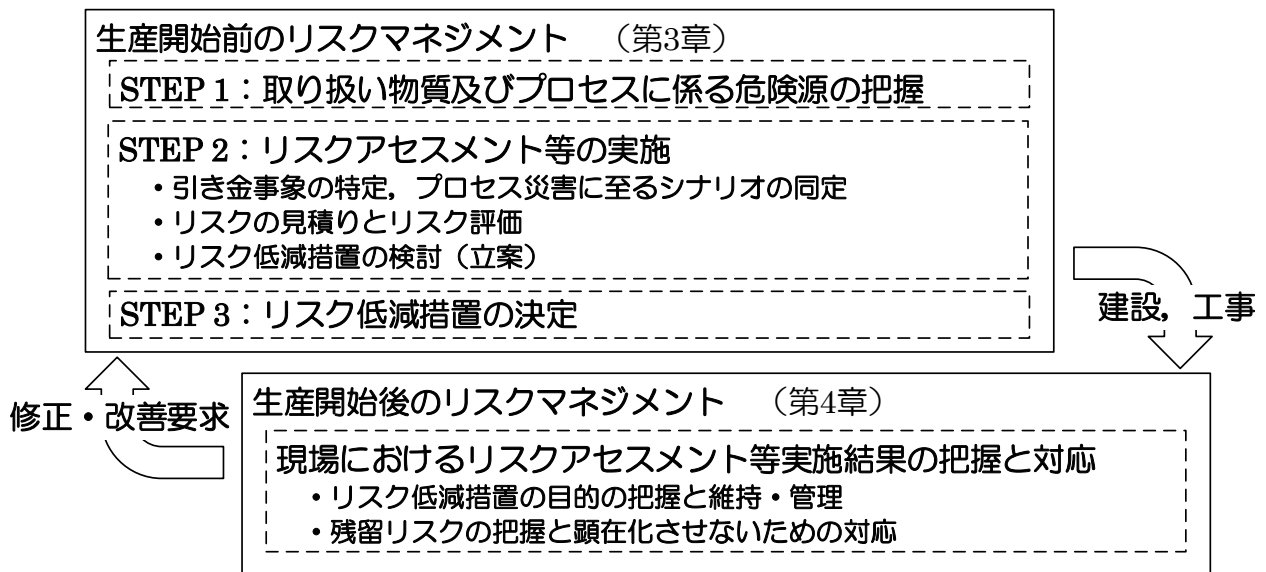 生産開始前のリスクマネジメント （第3章）
STEP 1：取り扱い物質及びプロセスに係る危険源の把握
STEP 2：リスクアセスメント等の実施
・引き金事象の特定，プロセス災害に至るシナリオの同定
・リスクの見積りとリスク評価
・リスク低減措置の検討（立案）
STEP 3：リスク低減措置の決定
建設，工事
修正・改善要求
生産開始後のリスクマネジメント （第4章）
現場におけるリスクアセスメント等実施結果の把握と対応
・リスク低減措置の目的の把握と維持・管理
・残留リスクの把握と顕在化させないための対応